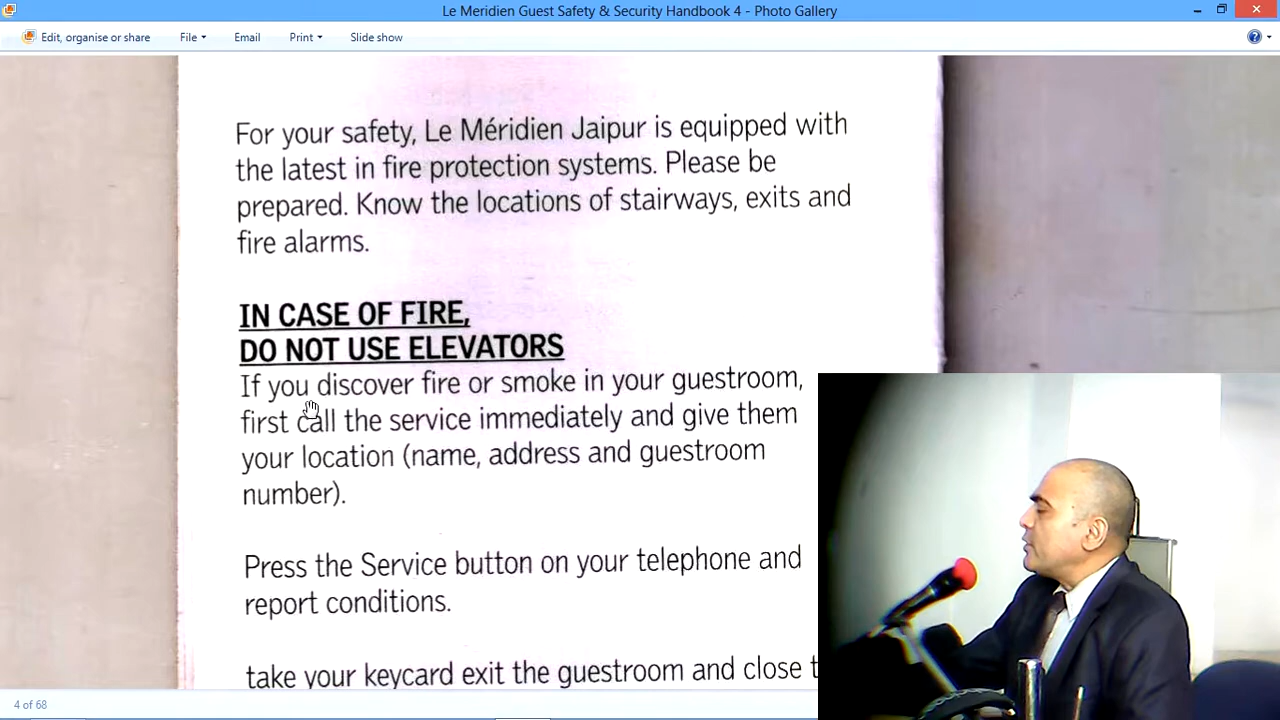 Le Meridien Guest Safety & Security Handbook 4 - Photo Gallery
Edit, organise or share File Email Print Slide show
For your safety, Le Méridien Jaipur is equipped with
the latest in fire protection systems. Please be
prepared. Know the locations of stairways, exits and
fire alarms.
IN CASE OF FIRE,
DO NOT USE ELEVATORS
If you discover fire or smoke in your guestroom,
first call the service immediately and give them
your location (name, address and guestroom
number).
Press the Service button on your telephone and
report conditions.
take your keycard exit the guestroom and close
4 of 68